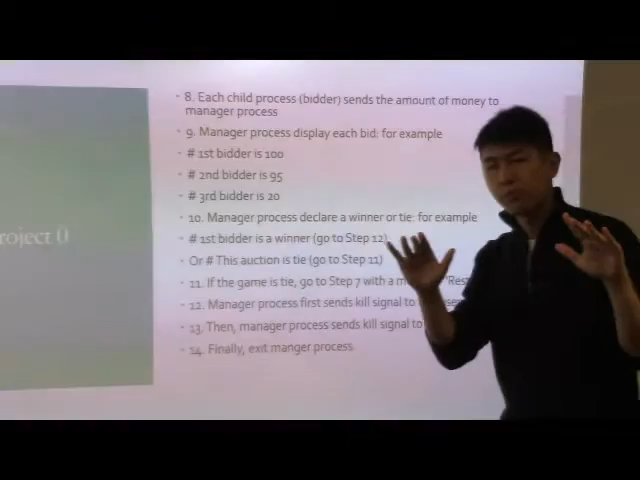 roject 0
8. Each child process (bidder) sends the amount of money to
manager process
9. Manager process display each bid: for example
# 1st bidder is 100
# 2nd bidder is 95
# 3rd bidder is 20
10. Manager process declare a winner or tie: for example
# 1st bidder is a winner (go to Step 12)
Or # This auction is tie (go to Step 11)
11. If the game is tie, go to Step 7 with a
12. Manager process first sends kill signal to
13. Then, manager process sends kill signal to
14. Finally, exit manger process